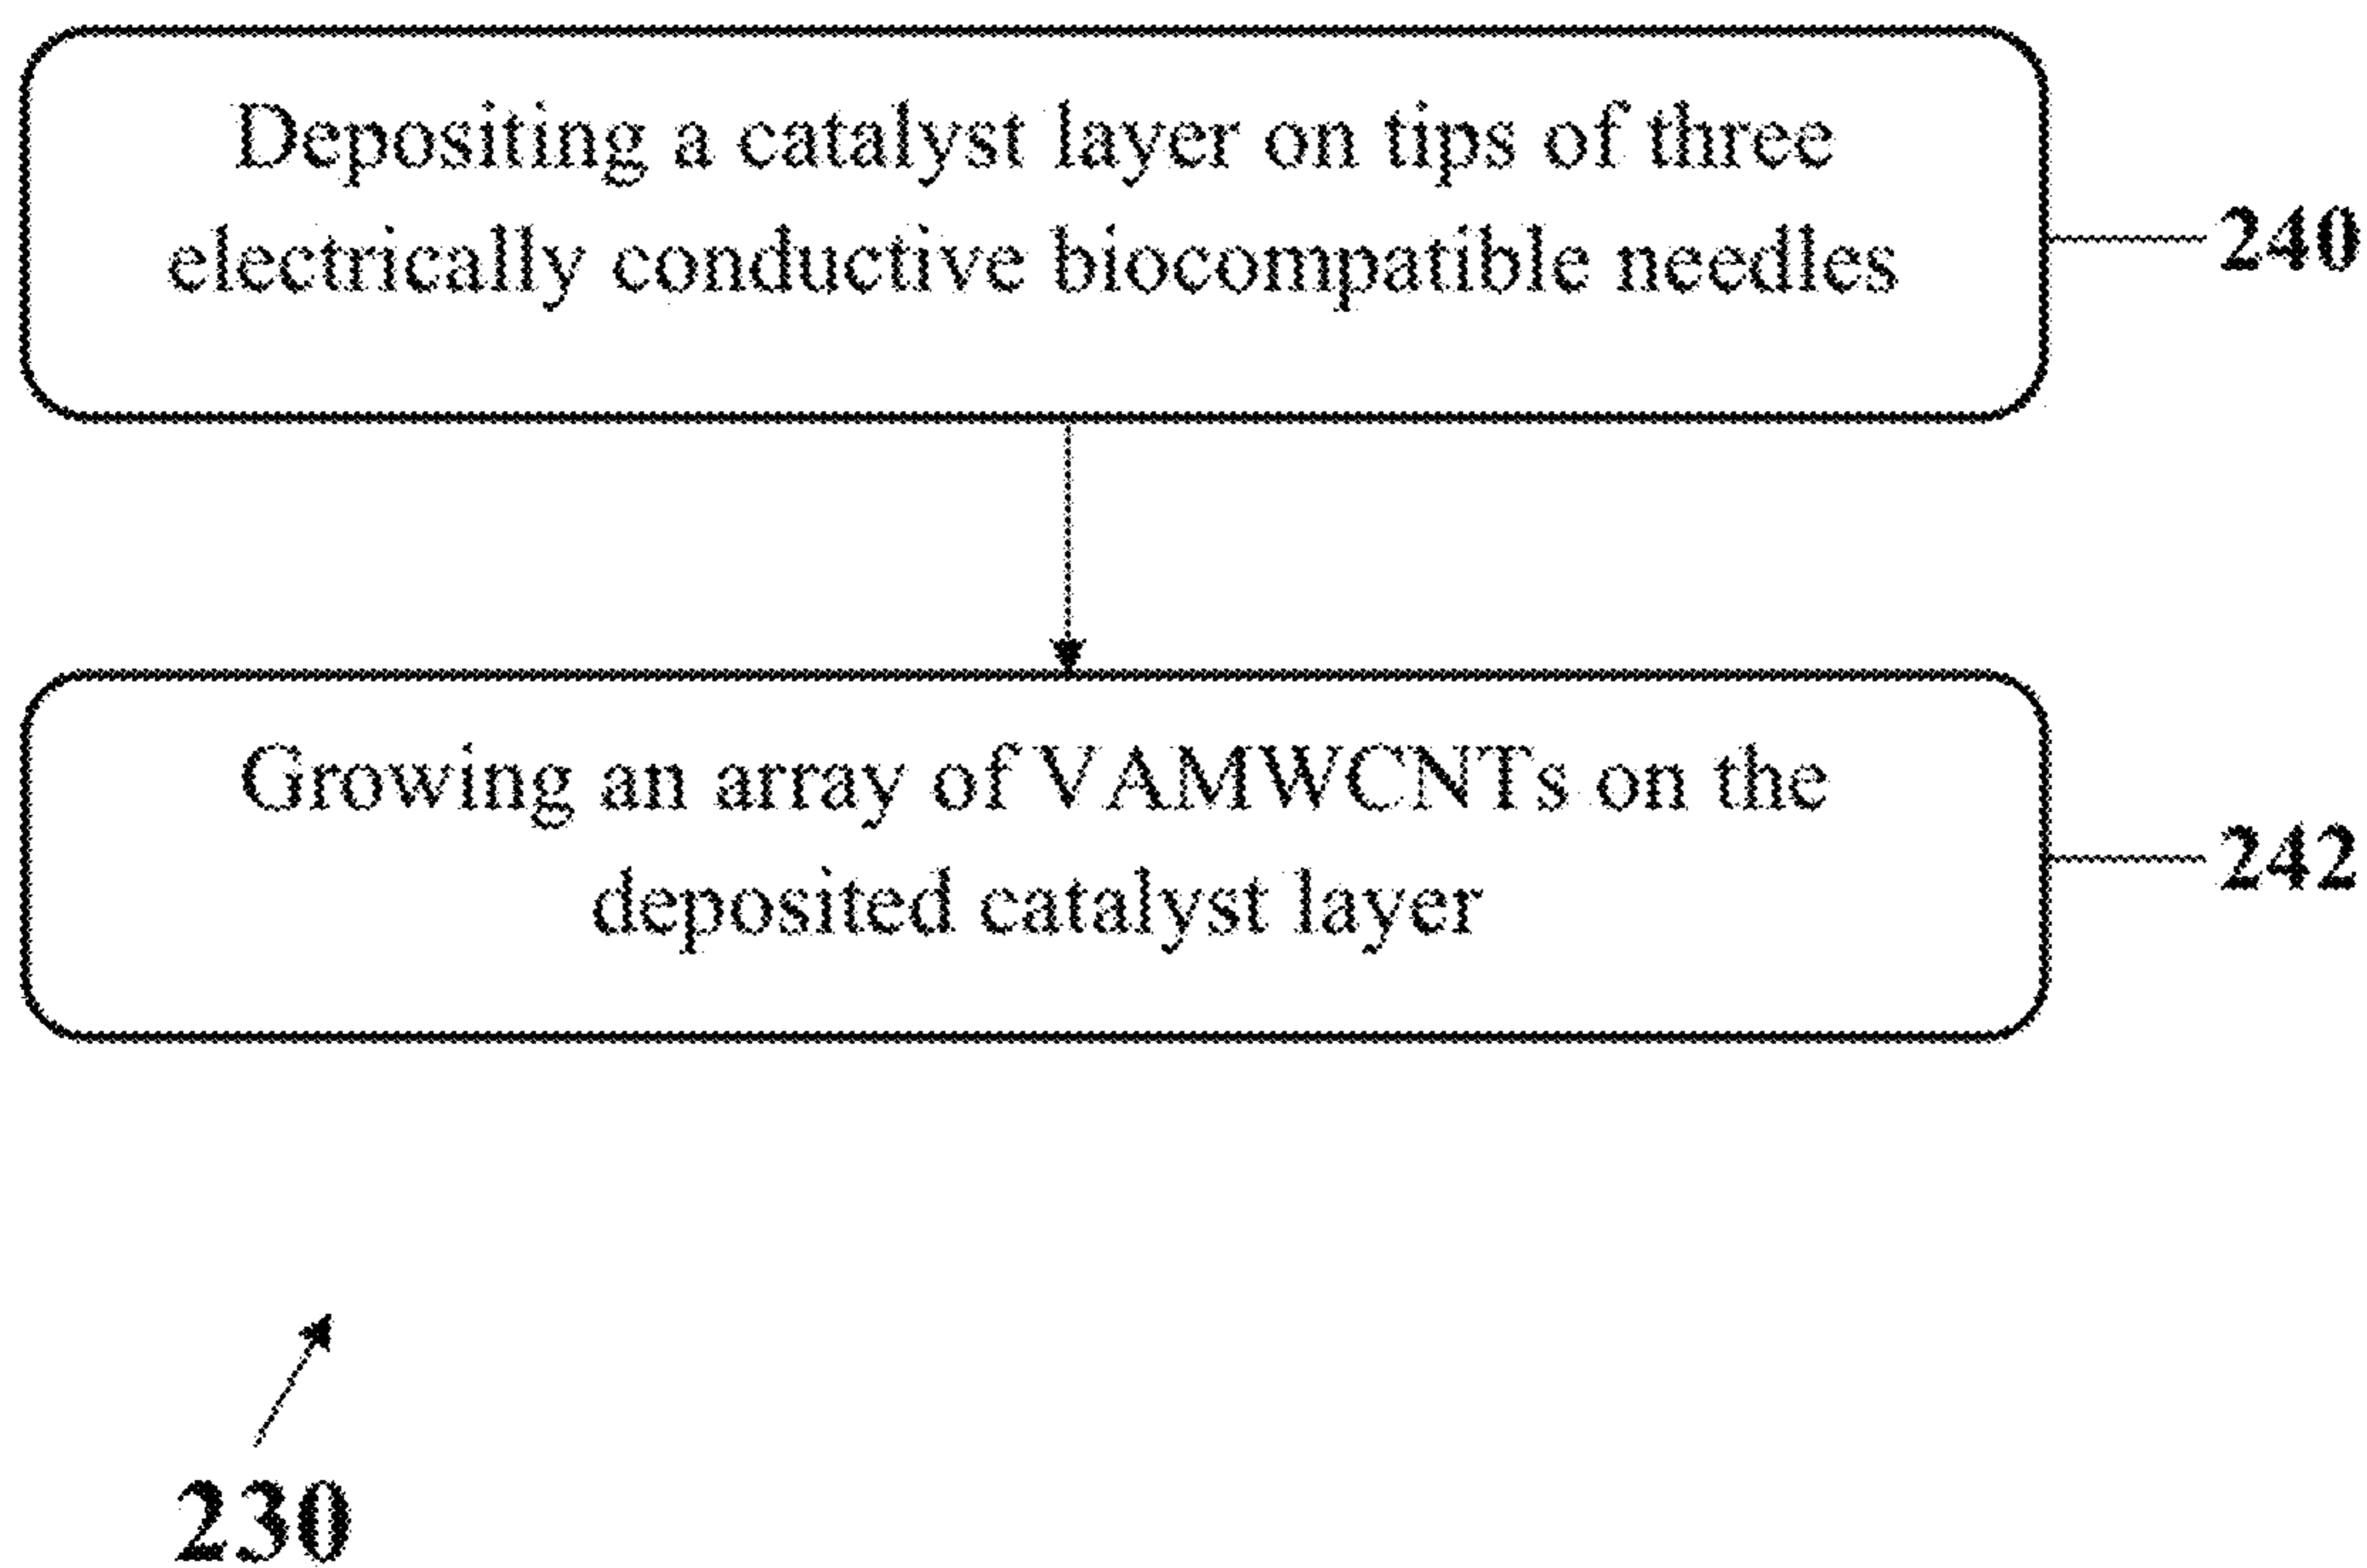 Depositing a catalyst layer on tips of three
electrically conductive biocompatible needles
240
Growing an array of VAMWCNTs on the
deposited catalyst layer
242
230